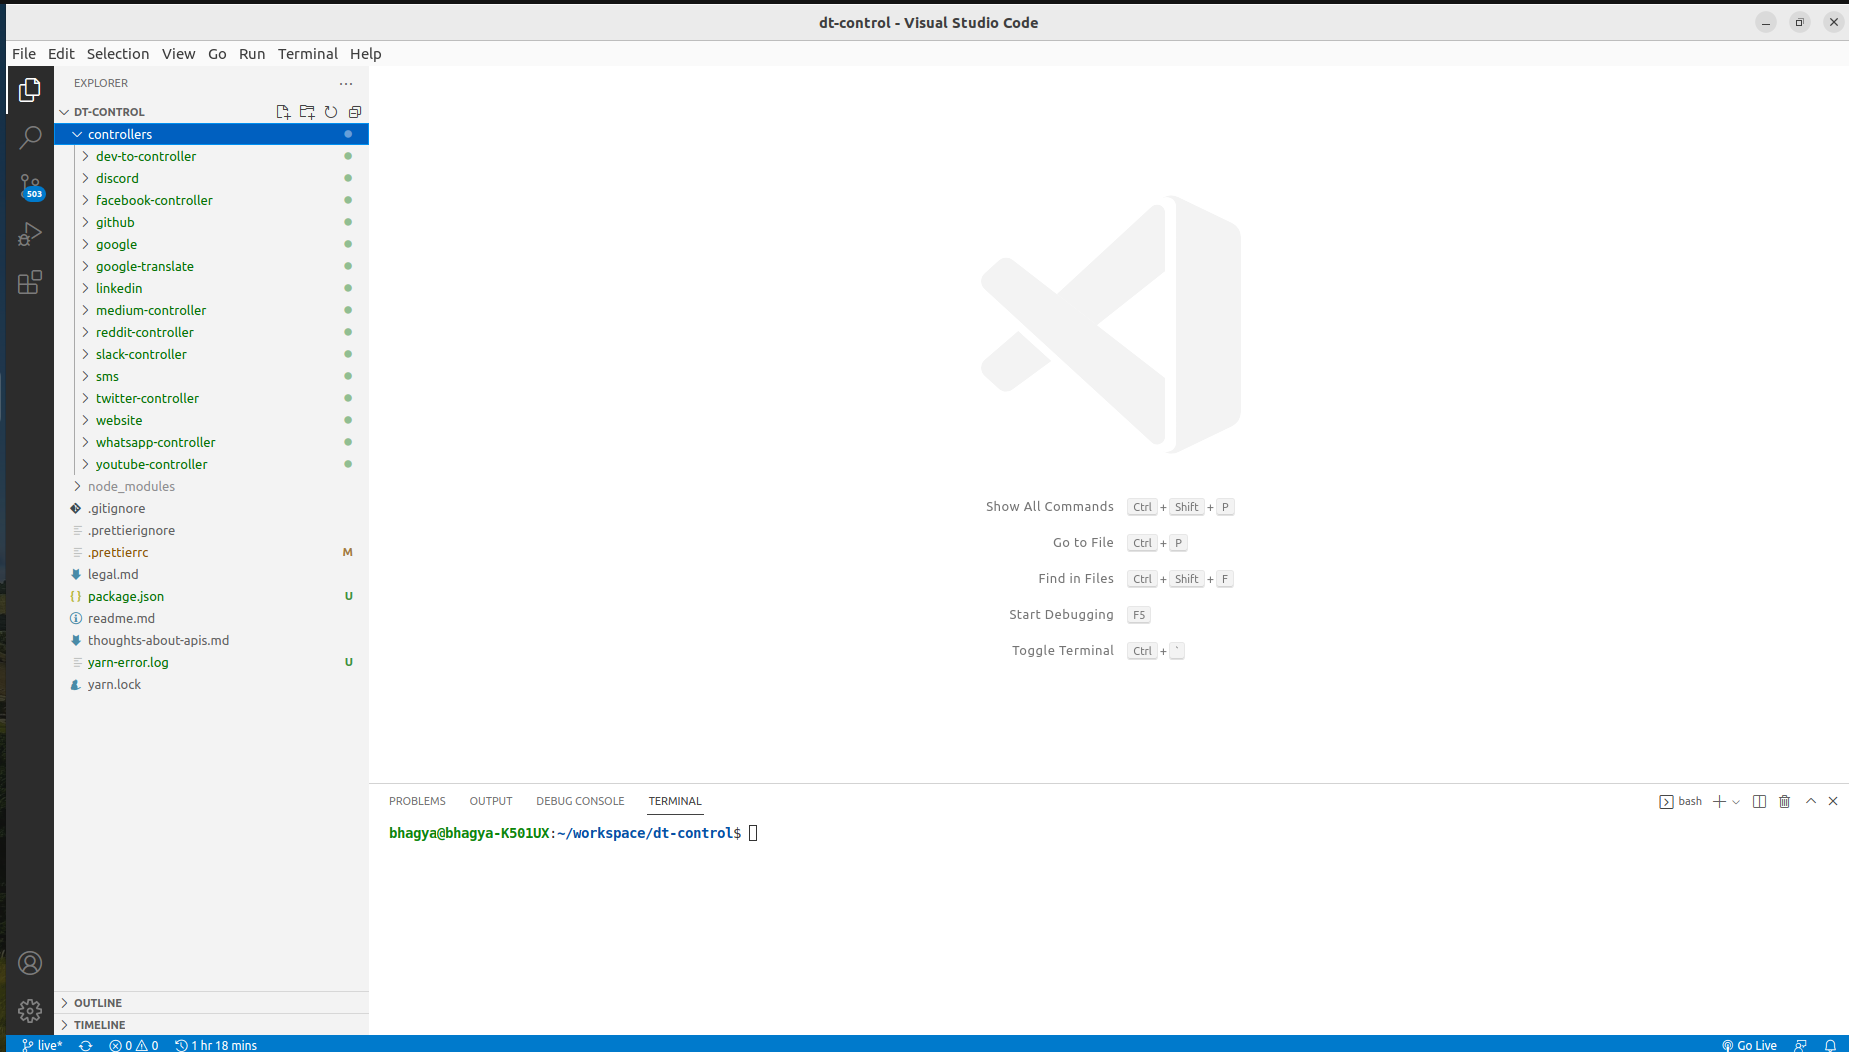 dt-control - Visual Studio Code
File Edit Selection View Go Run Terminal Help
EXPLORER
DT-CONTROL
controllers
dev-to-controller
discord
facebook-controller
github
google
google-translate
linkedin
medium-controller
reddit-controller
slack-controller
sms
twitter-controller
website
whatsapp-controller
youtube-controller
node_modules
.gitignore
.prettierignore
.prettierrc M
legal.md
package.json U
readme.md
thoughts-about-apis.md
yarn-error.log U
yarn.lock
OUTLINE
TIMELINE
503
Show All Commands Ctrl + Shift + P
Go to File Ctrl + P
Find in Files Ctrl + Shift + F
Start Debugging F5
Toggle Terminal Ctrl + `
PROBLEMS OUTPUT DEBUG CONSOLE TERMINAL
bash
bhagya@bhagya-K501UX:~/workspace/dt-control$
live* 0 0 1 hr 18 mins
Go Live